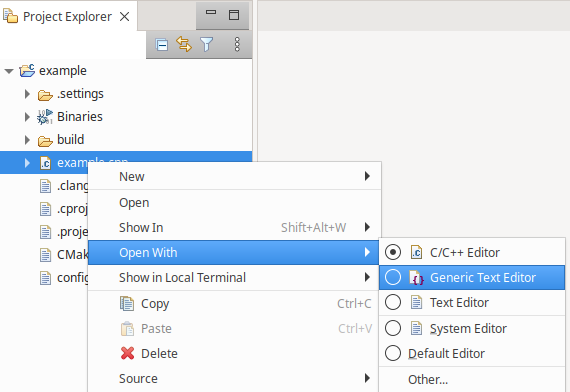 Project Explorer
example
.settings
Binaries
build
example.cpp
.clang
.cproj
.proje
CMak
config
New
Open
Show In Shift+Alt+W
Open With
Show in Local Terminal
Copy Ctrl+C
Paste Ctrl+V
Delete
Source
C/C++ Editor
Generic Text Editor
Text Editor
System Editor
Default Editor
Other...